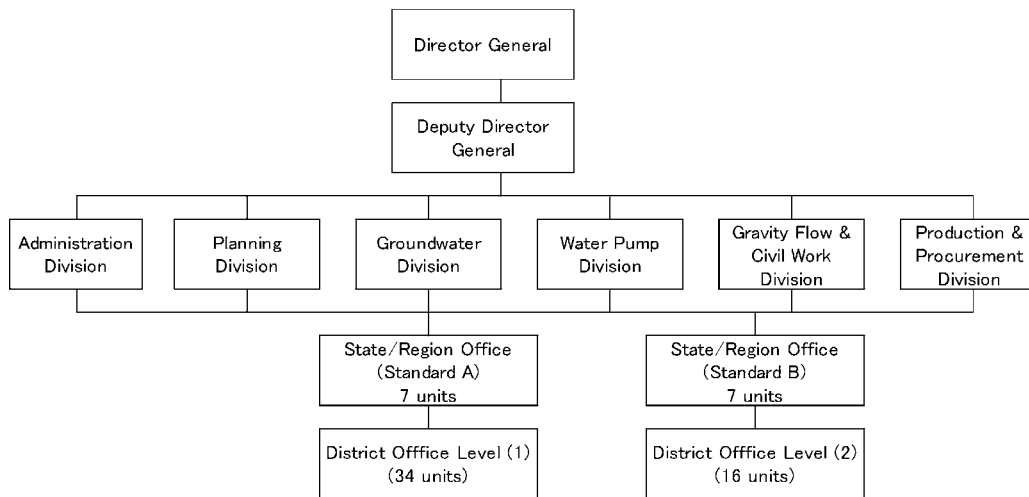 Director General
Deputy Director
General
Administration
Division
Planning
Division
Groundwater
Division
Water Pump
Division
Gravity Flow &
Civil Work
Division
Production &
Procurement
Division
State/Region Office
(Standard A)
7 units
State/Region Office
(Standard B)
7 units
District Offfice Level (1)
(34 units)
District Offfice Level (2)
(16 units)